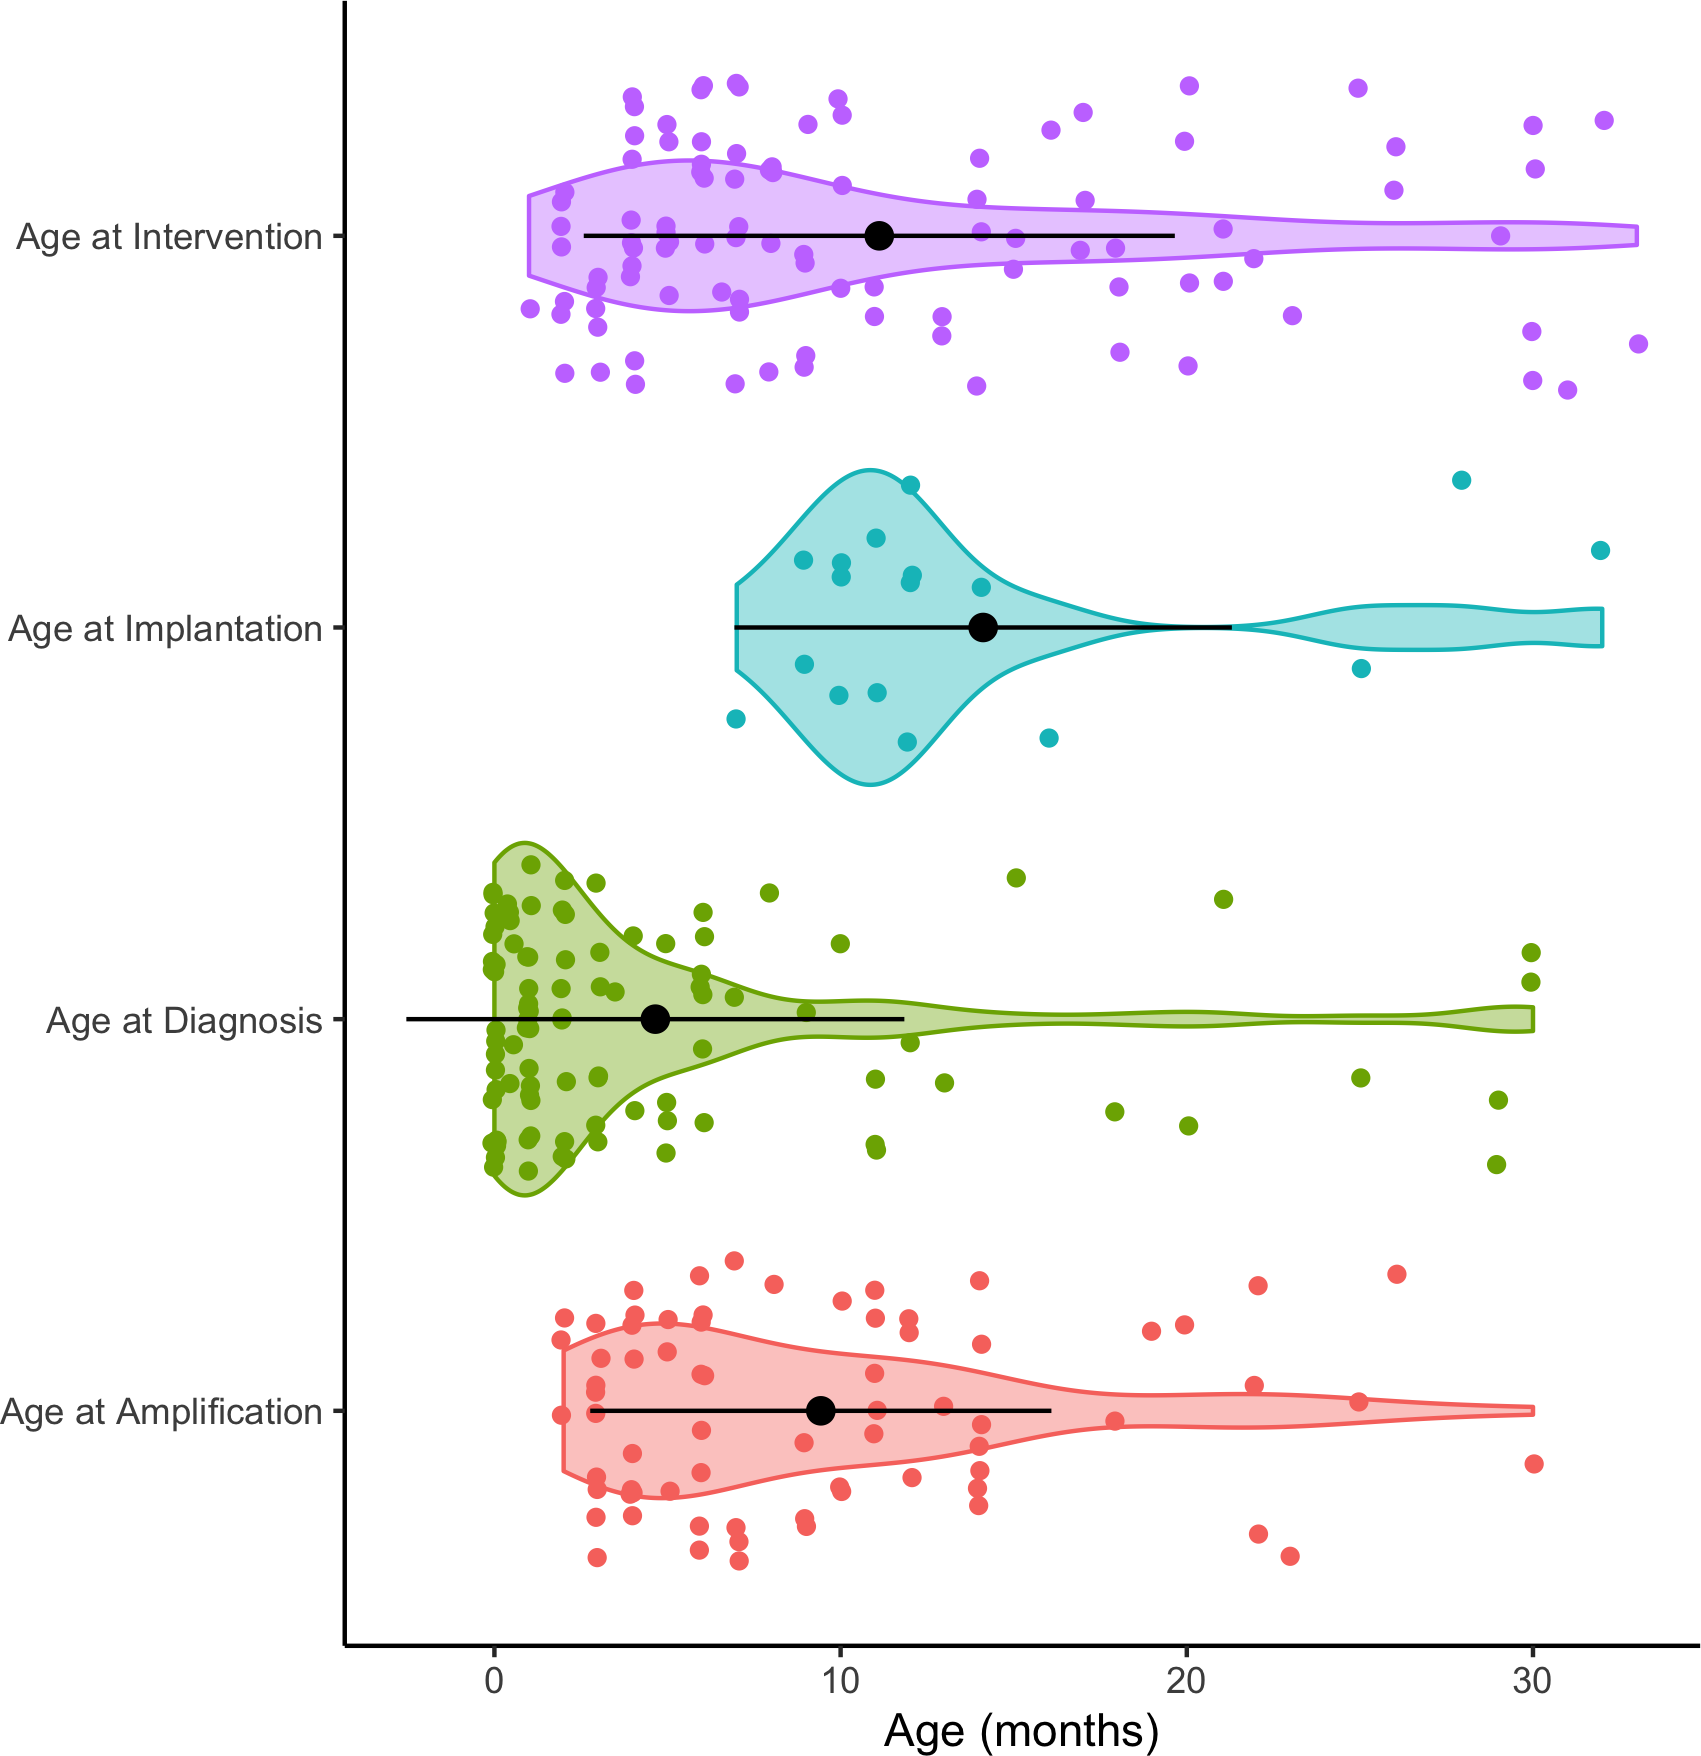 Age at Intervention
Age at Implantation
Age at Diagnosis
Age at Amplification
0 10 20 30
Age (months)